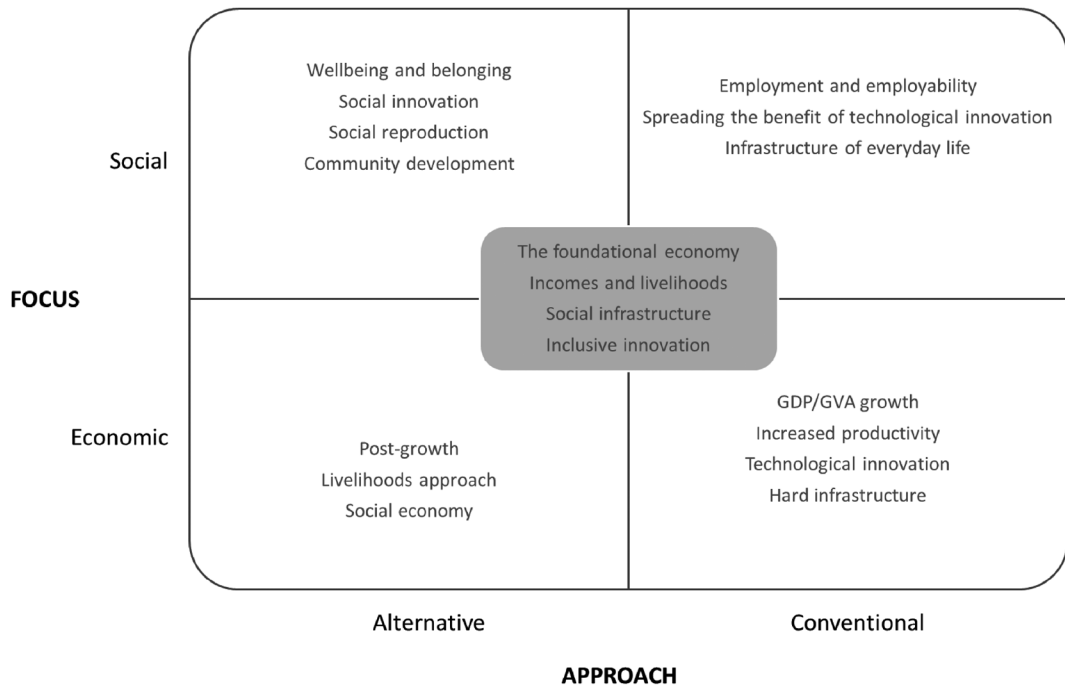 Wellbeing and belonging
Social innovation
Social reproduction
Community development
Employment and employability
Spreading the benefit of technological innovation
Infrastructure of everyday life
Social
The foundational economy
Incomes and livelihoods
Social infrastructure
Inclusive innovation
FOCUS
Economic
Post-growth
Livelihoods approach
Social economy
GDP/GVA growth
Increased productivity
Technological innovation
Hard infrastructure
Alternative
Conventional
APPROACH